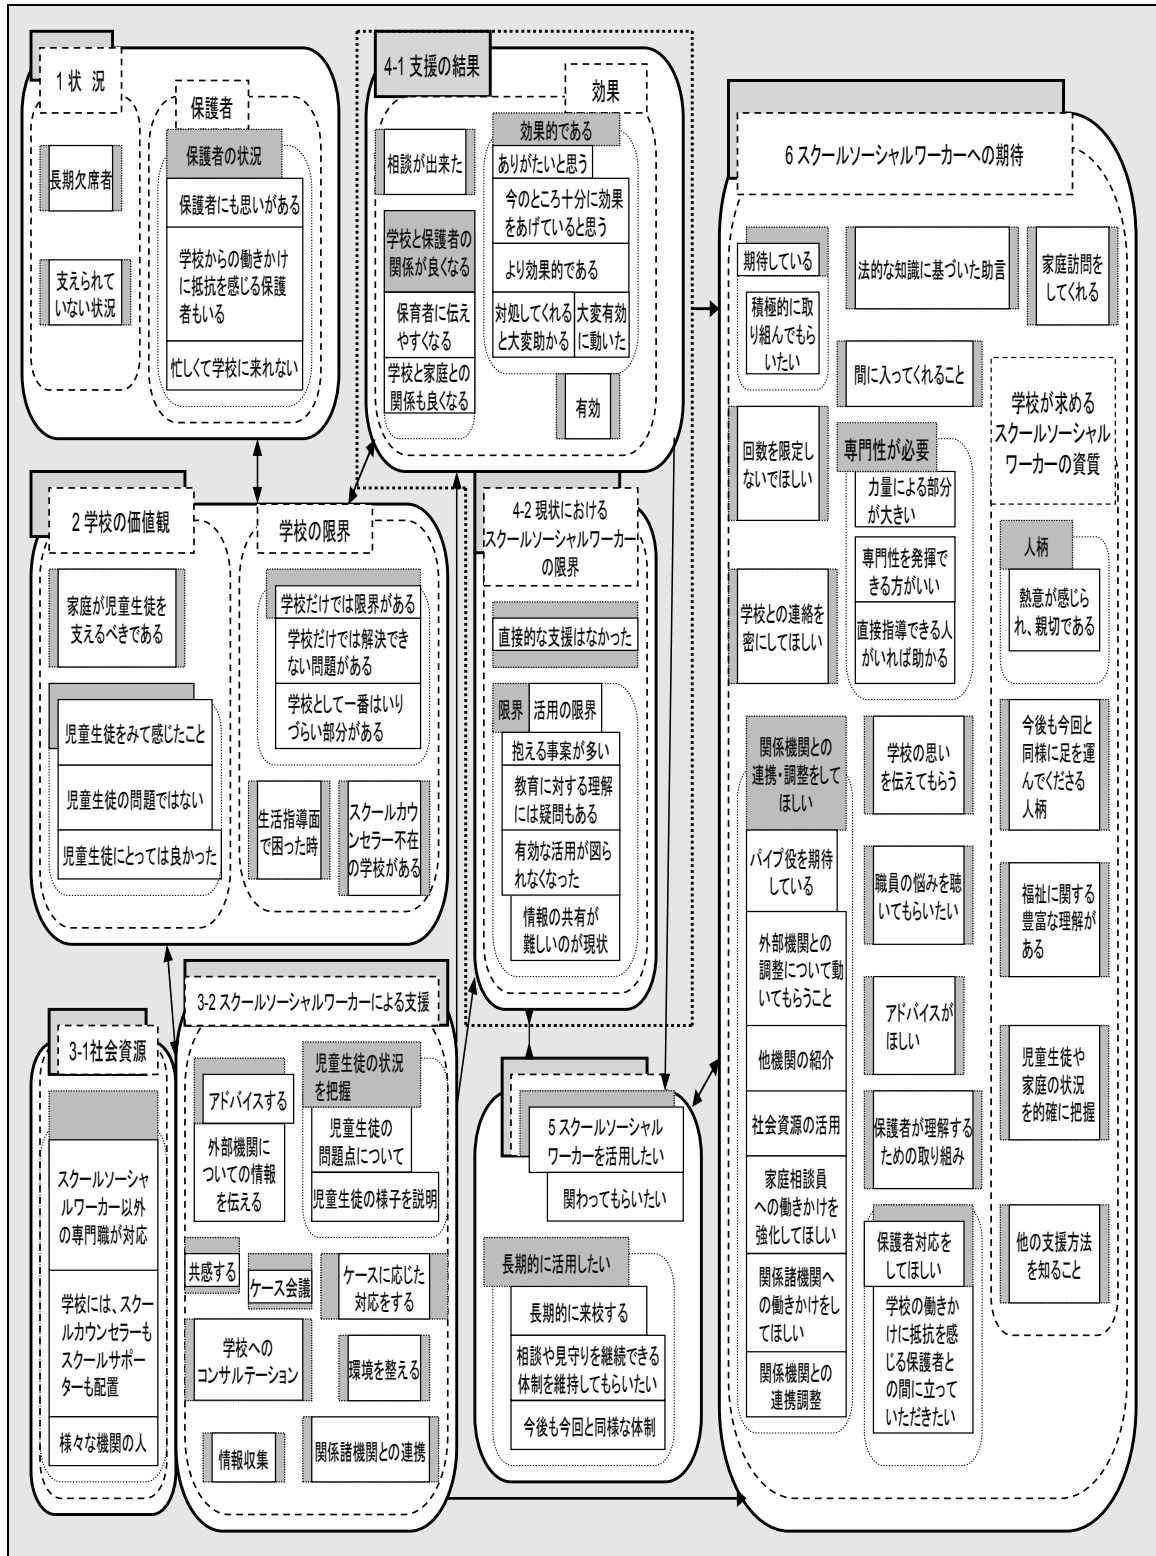 1 状　況
保護者
保護者の状況
保護者にも思いがある
学校からの働きかけ
に抵抗を感じる保護
者もいる
忙しくて学校に来れない
長期欠席者
支えられて
いない状況
4-1 支援の結果
効果
相談が出来た
学校と保護者の
関係が良くなる
保育者に伝え
やすくなる
学校と家庭との
関係も良くなる
効果的である
ありがたいと思う
今のところ十分に効果
をあげていると思う
より効果的である
対処してくれる
と大変助かる
大変有効
に動いた
有効
2 学校の価値観
家庭が児童生徒を
支えるべきである
児童生徒をみて感じたこと
児童生徒の問題ではない
児童生徒にとっては良かった
学校の限界
学校だけでは限界がある
学校だけでは解決でき
ない問題がある
学校として一番はいり
づらい部分がある
生活指導面
で困った時
スクールカウ
ンセラー不在
の学校がある
4-2 現状における
スクールソーシャルワーカー
の限界
直接的な支援はなかった
限界
活用の限界
抱える事案が多い
教育に対する理解
には疑問もある
有効な活用が図ら
れなくなった
情報の共有が
難しいのが現状
3-1社会資源
スクールソーシャ
ルワーカー以外
の専門職が対応
学校には、スクー
ルカウンセラーも
スクールサポー
ターも配置
様々な機関の人
3-2 スクールソーシャルワーカーによる支援
アドバイスする
外部機関に
ついての情報
を伝える
児童生徒の状況
を把握
児童生徒の
問題点について
児童生徒の様子を説明
共感する
ケース会議
ケースに応じた
対応をする
学校への
コンサルテーション
環境を整える
情報収集
関係諸機関との連携
5 スクールソーシャル
ワーカーを活用したい
関わってもらいたい
長期的に活用したい
長期的に来校する
相談や見守りを継続できる
体制を維持してもらいたい
今後も今回と同様な体制
6 スクールソーシャルワーカーへの期待
期待している
積極的に取
り組んでもら
いたい
法的な知識に基づいた助言
家庭訪問を
してくれる
間に入ってくれること
回数を限定し
ないでほしい
専門性が必要
力量による部分
が大きい
専門性を発揮で
きる方がいい
直接指導できる人
がいれば助かる
学校との連絡を
密にしてほしい
学校が求める
スクールソーシャル
ワーカーの資質
人柄
熱意が感じら
れ、親切である
今後も今回と
同様に足を運
んでくださる
人柄
福祉に関する
豊富な理解が
ある
児童生徒や
家庭の状況
を的確に把握
他の支援方法
を知ること
関係機関との
連携・調整をして
ほしい
パイプ役を期待
している
外部機関との
調整について動
いてもらうこと
他機関の紹介
社会資源の活用
家庭相談員
への働きかけを
強化してほしい
関係諸機関へ
の働きかけをし
てほしい
関係機関との
連携調整
学校の思い
を伝えてもらう
職員の悩みを聴
いてもらいたい
アドバイスが
ほしい
保護者が理解する
ための取り組み
保護者対応を
してほしい
学校の働きか
けに抵抗を感
じる保護者と
の間に立って
いただきたい